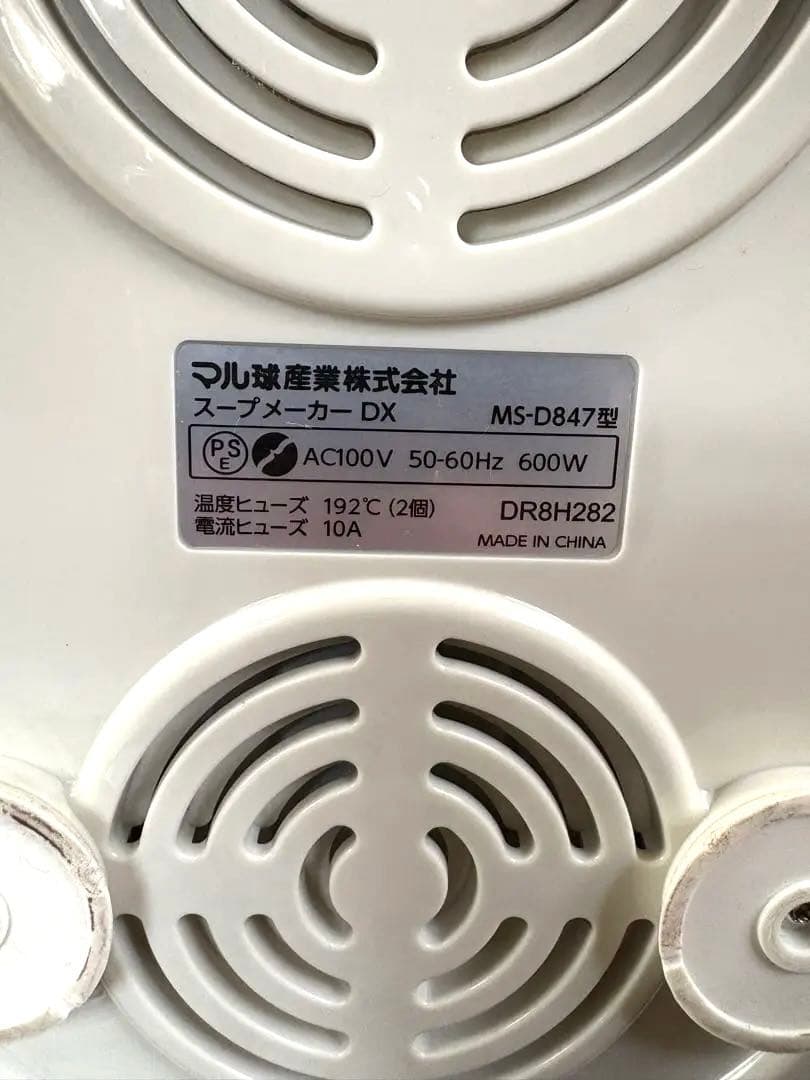 マル球産業株式会社
スープメーカー DX MS-D847型
PSE AC100V 50-60Hz 600W
温度ヒューズ 192℃ (2個) DR8H282
電流ヒューズ 10A MADE IN CHINA